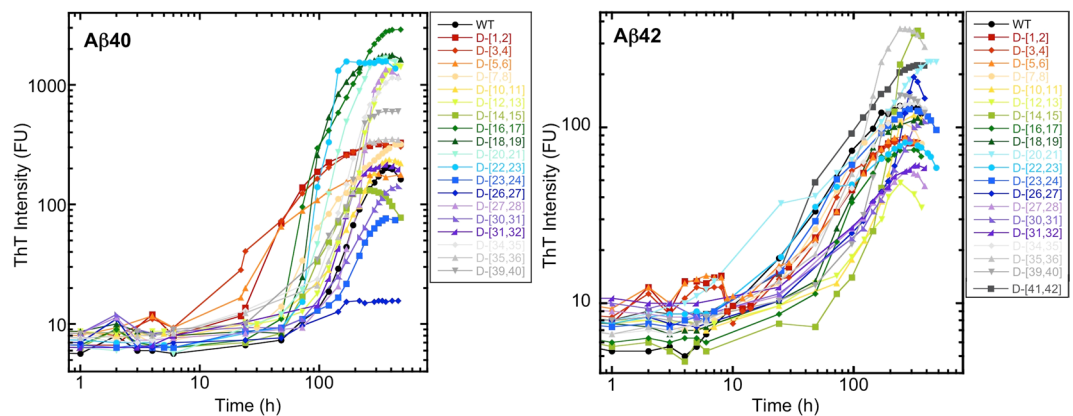 Aβ40
ThT Intensity (FU)
1000
100
10
1
10
100
Time (h)
WT
D-[1,2]
D-[3,4]
D-[5,6]
D-[7,8]
D-[10,11]
D-[12,13]
D-[14,15]
D-[16,17]
D-[18,19]
D-[20,21]
D-[22,23]
D-[23,24]
D-[26,27]
D-[27,28]
D-[30,31]
D-[31,32]
D-[34,35]
D-[35,36]
D-[39,40]
Aβ42
ThT Intensity (FU)
100
10
1
10
100
Time (h)
WT
D-[1,2]
D-[3,4]
D-[5,6]
D-[7,8]
D-[10,11]
D-[12,13]
D-[14,15]
D-[16,17]
D-[18,19]
D-[20,21]
D-[22,23]
D-[23,24]
D-[26,27]
D-[27,28]
D-[30,31]
D-[31,32]
D-[34,35]
D-[35,36]
D-[39,40]
D-[41,42]